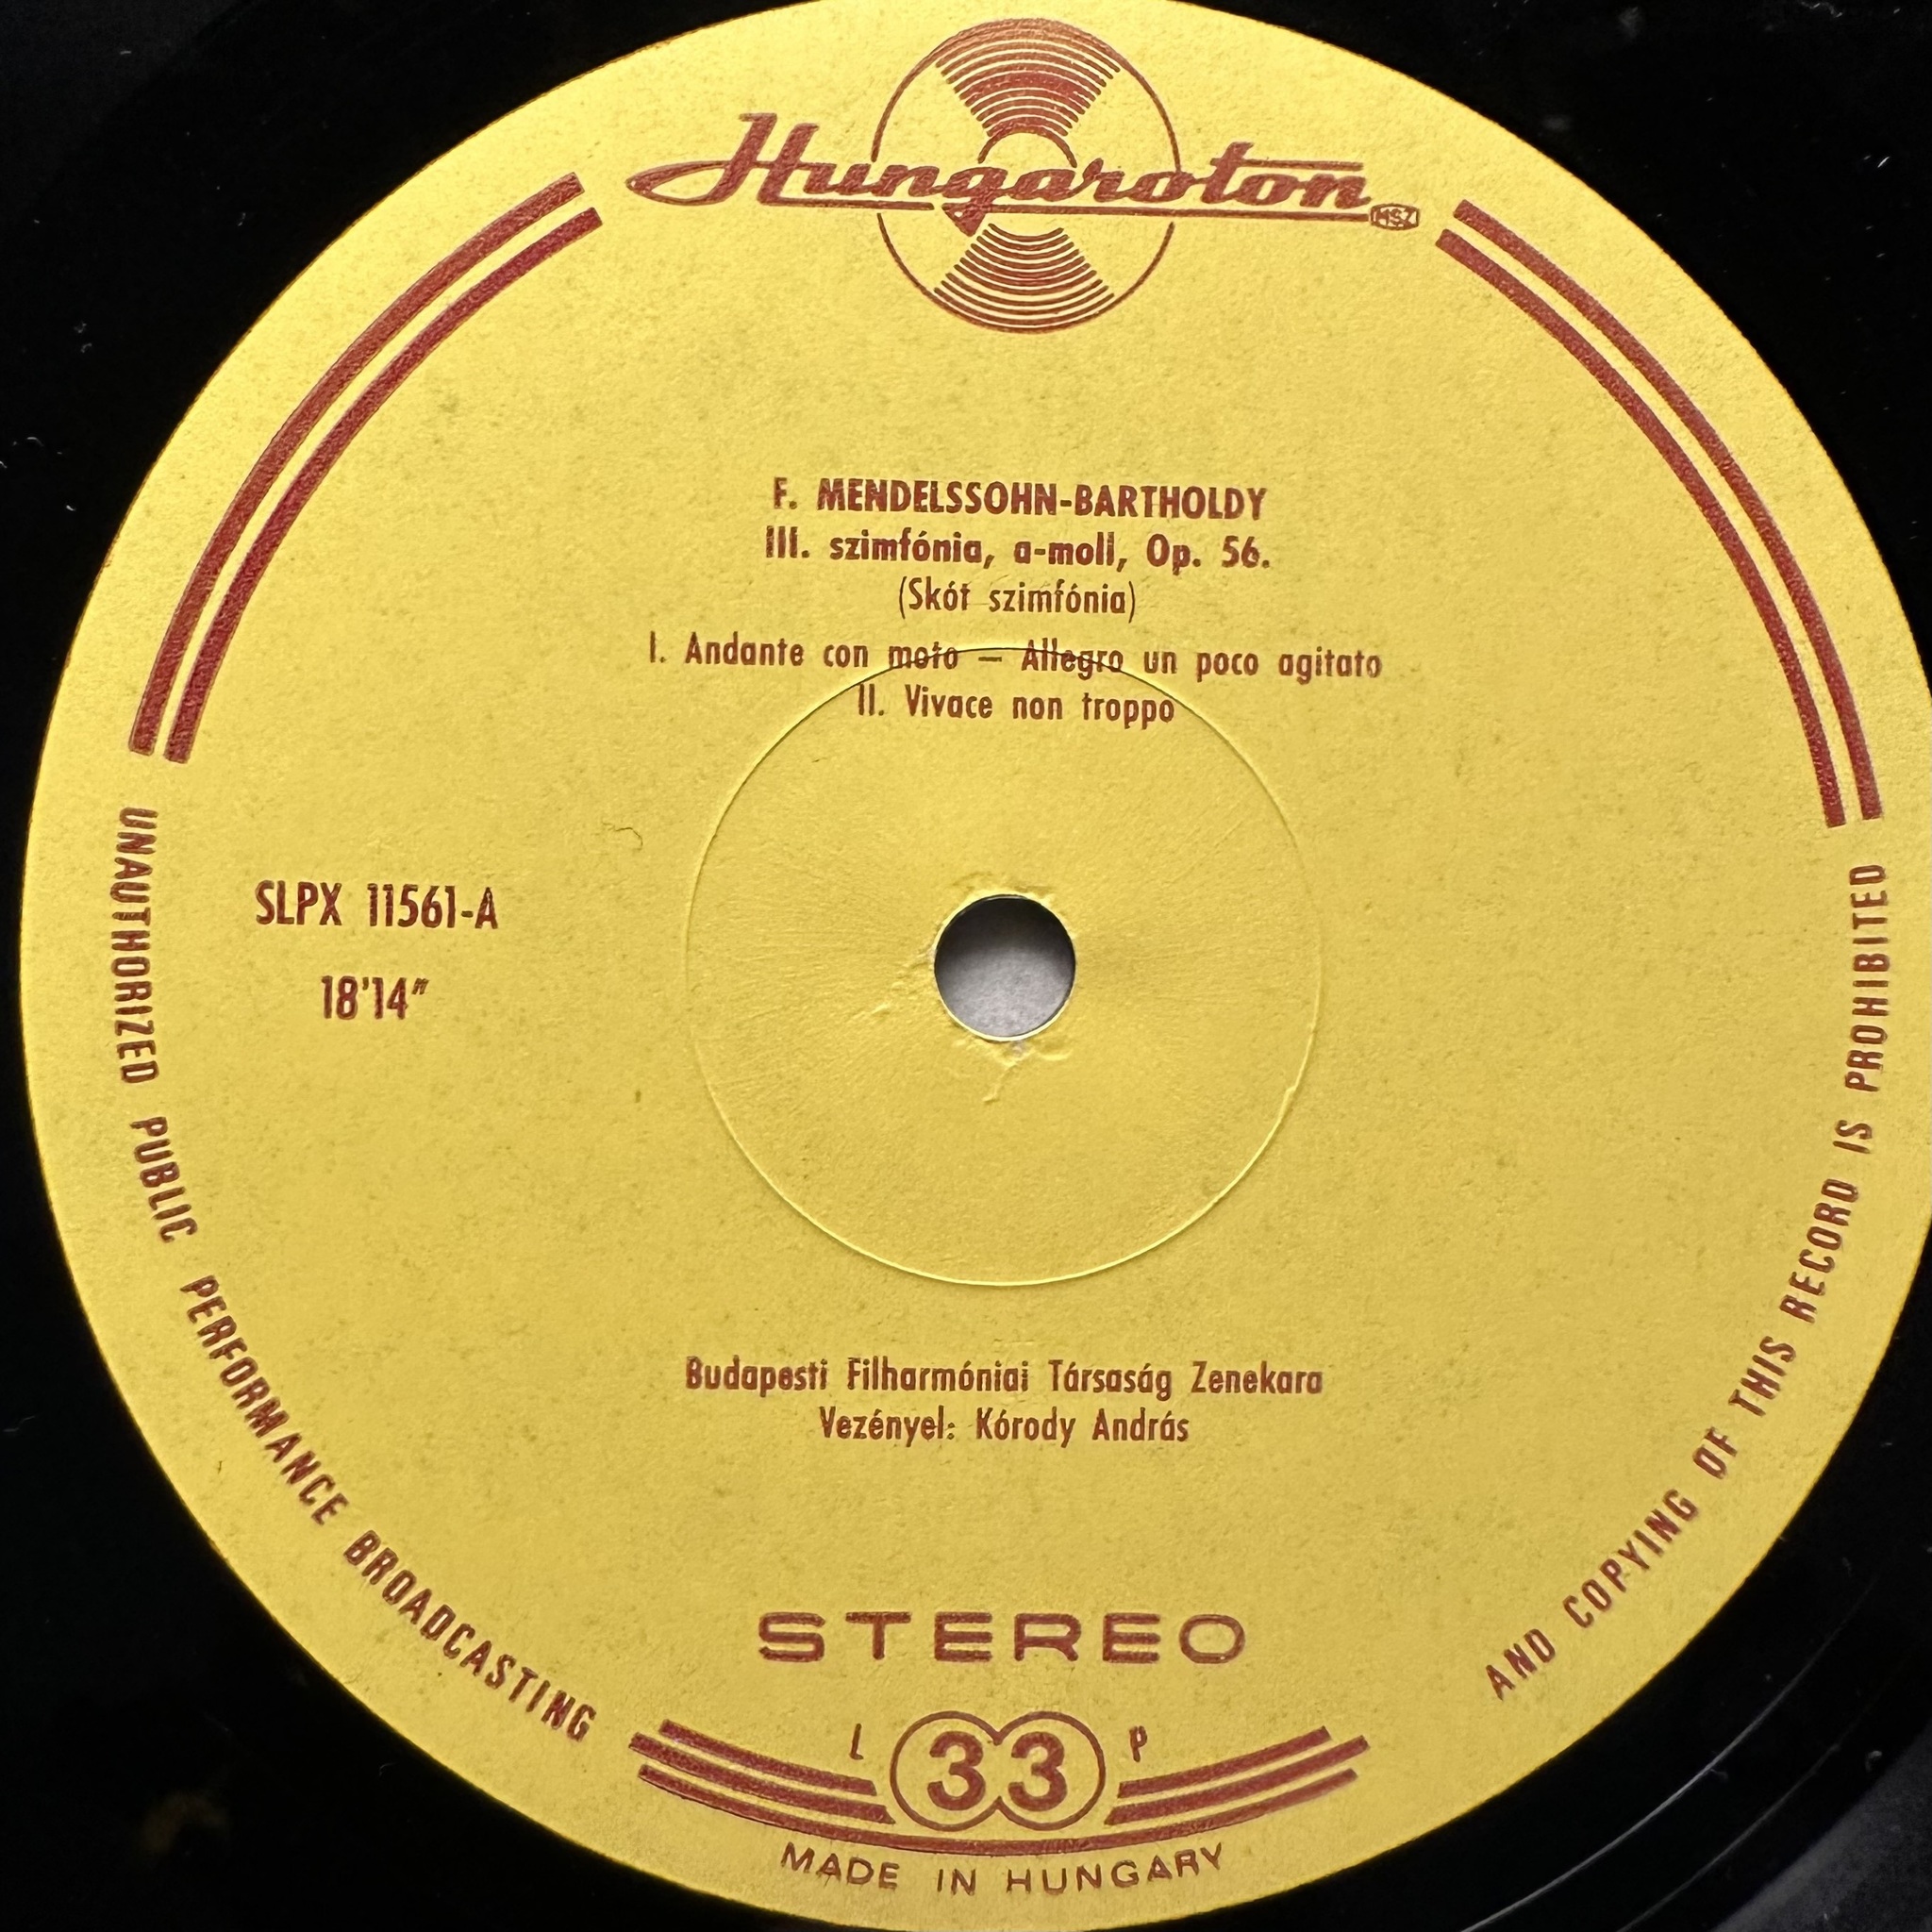 Hungaroton
MSZ
F. MENDELSSOHN-BARTHOLDY
III. szimfónia, a-moll, Op. 56.
(Skót szimfónia)
I. Andante con moto – Allegro un poco agitato
II. Vivace non troppo
SLPX 11561-A
18'14"
Budapesti Filharmóniai Társaság Zenekara
Vezényel: Kórody András
STEREO
L 33 P
MADE IN HUNGARY
UNAUTHORIZED PUBLIC PERFORMANCE BROADCASTING
AND COPYING OF THIS RECORD IS PROHIBITED